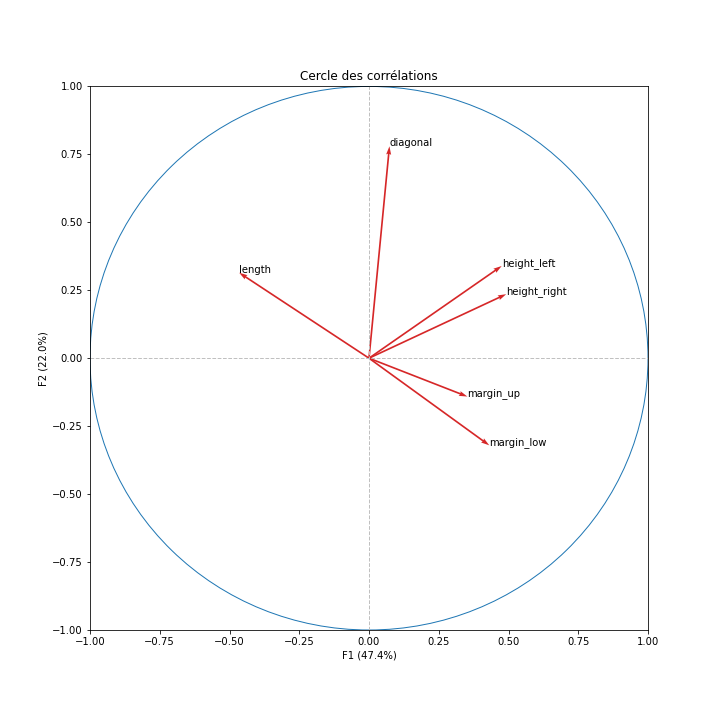 Cercle des corrélations
1.00
0.75
0.50
0.25
0.00
−0.25
−0.50
−0.75
−1.00
F2 (22.0%)
diagonal
length
height_left
height_right
margin_up
margin_low
−1.00 −0.75 −0.50 −0.25 0.00 0.25 0.50 0.75 1.00
F1 (47.4%)